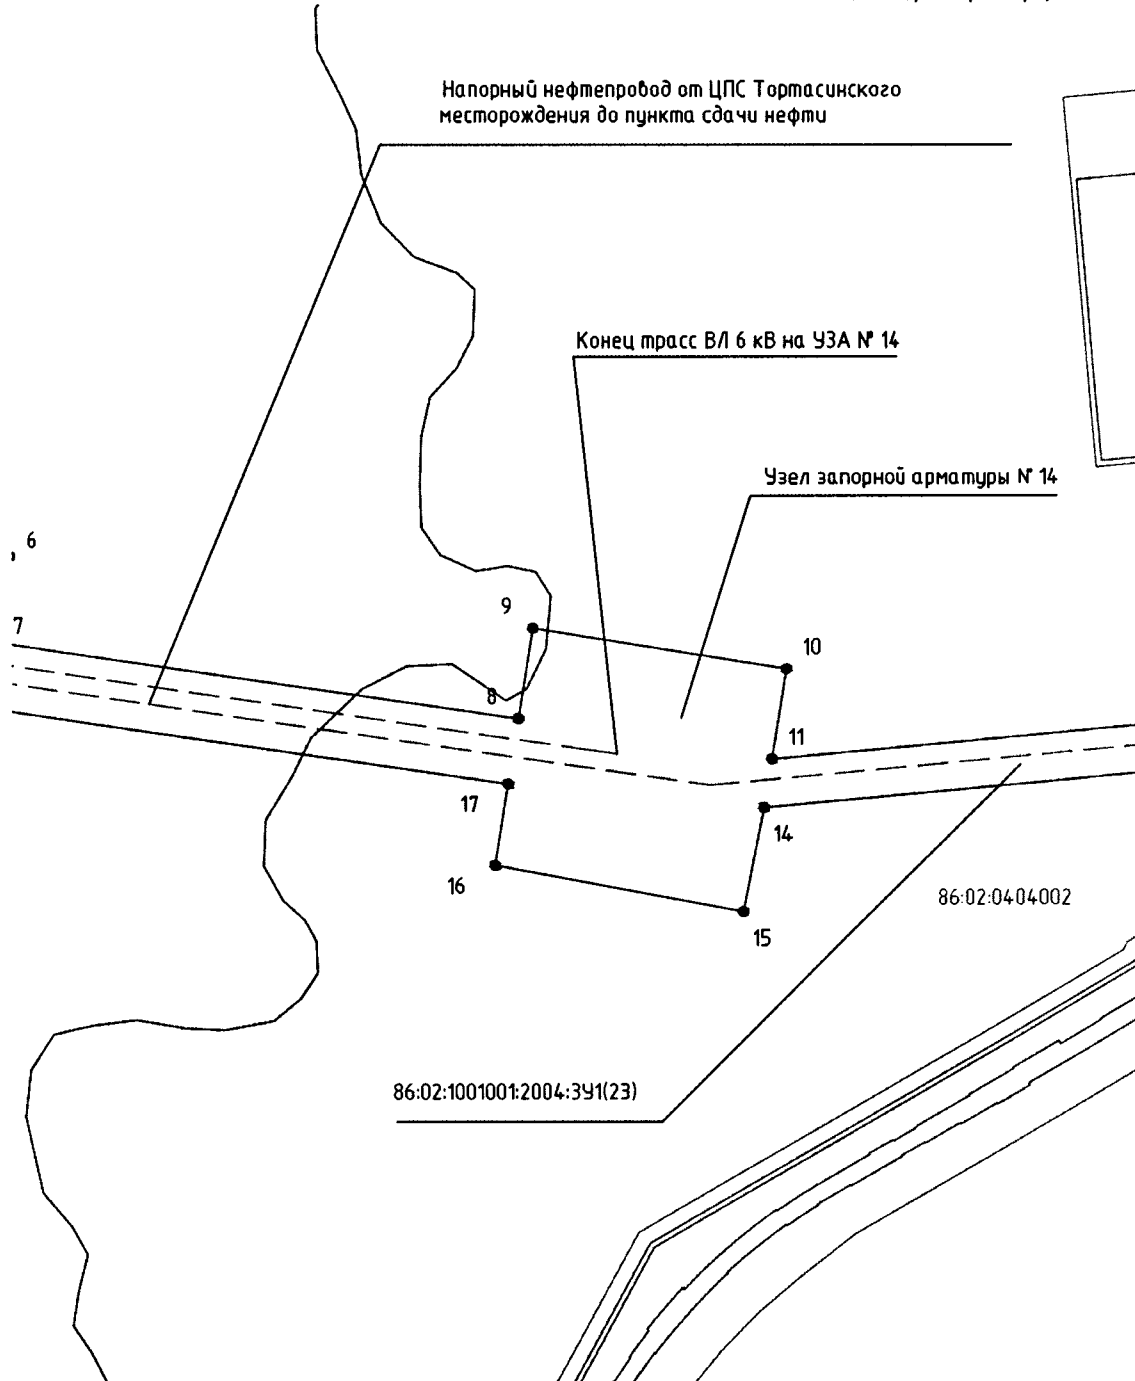 Напорный нефтепровод от ЦПС Тортасинского
месторождения до пункта сдачи нефти
Конец трасс ВЛ 6 кВ на УЗА № 14
Узел запорной арматуры № 14
6
7
9
10
8
11
17
14
16
86:02:0404002
15
86:02:1001001:2004:ЗУ1(23)